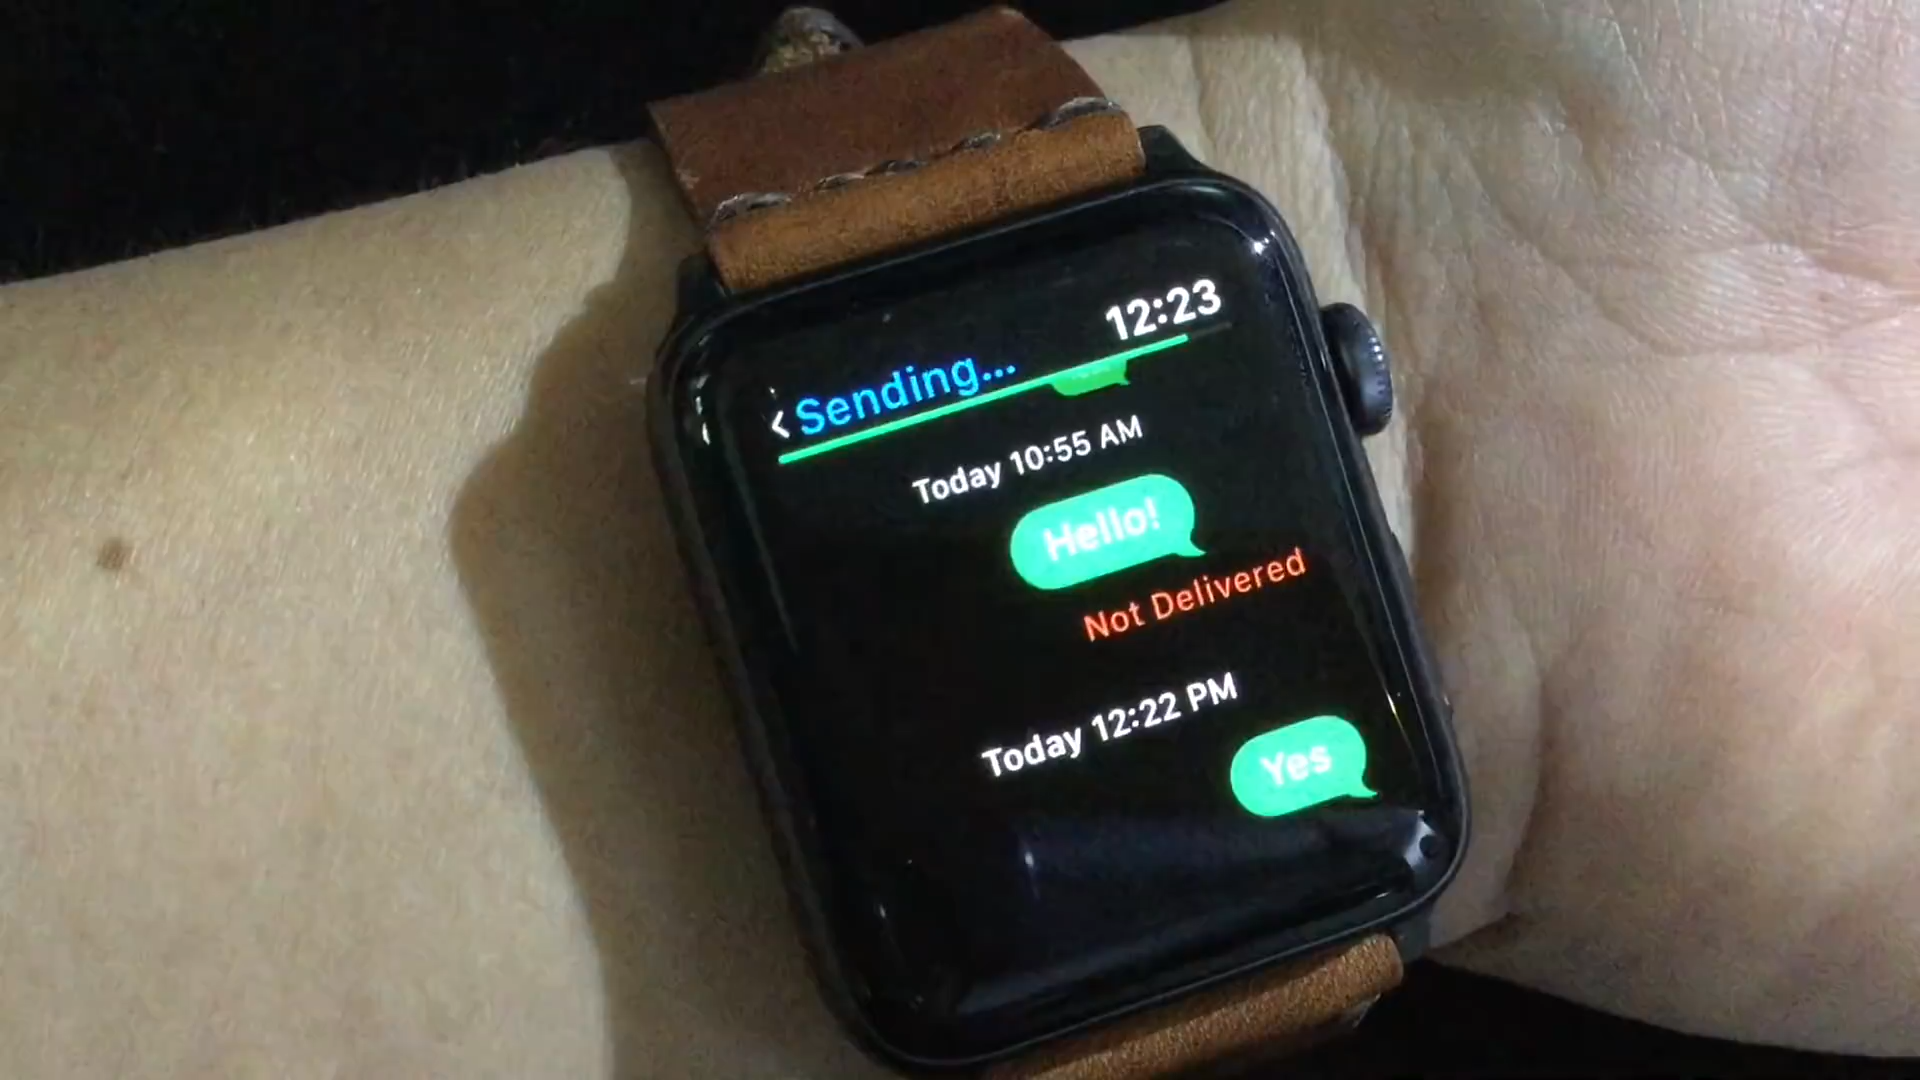 12:23
<Sending...
Today 10:55 AM
Hello!
Not Delivered
Today 12:22 PM
Yes